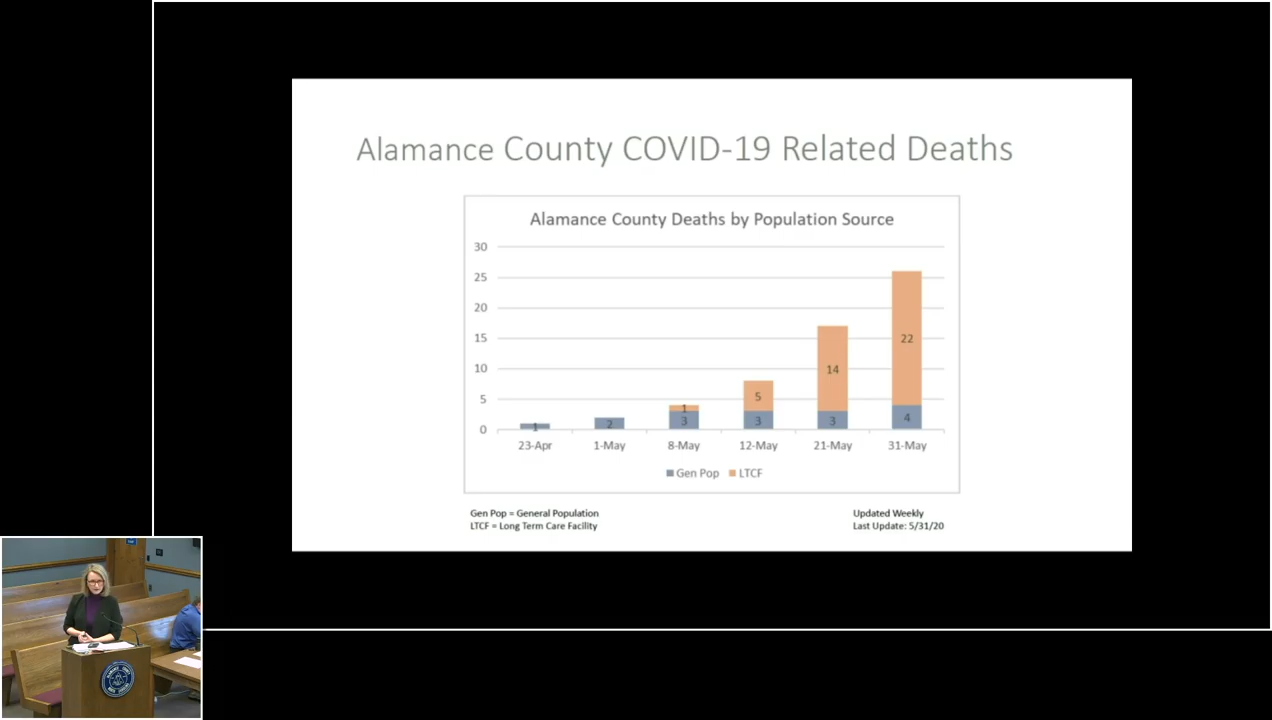 Alamance County COVID-19 Related Deaths
Alamance County Deaths by Population Source
30
25
20
15
10
5
0
1
2
1
3
5
3
14
3
22
4
23-Apr 1-May 8-May 12-May 21-May 31-May
Gen Pop LTCF
Gen Pop = General Population
LTCF = Long Term Care Facility
Updated Weekly
Last Update: 5/31/20